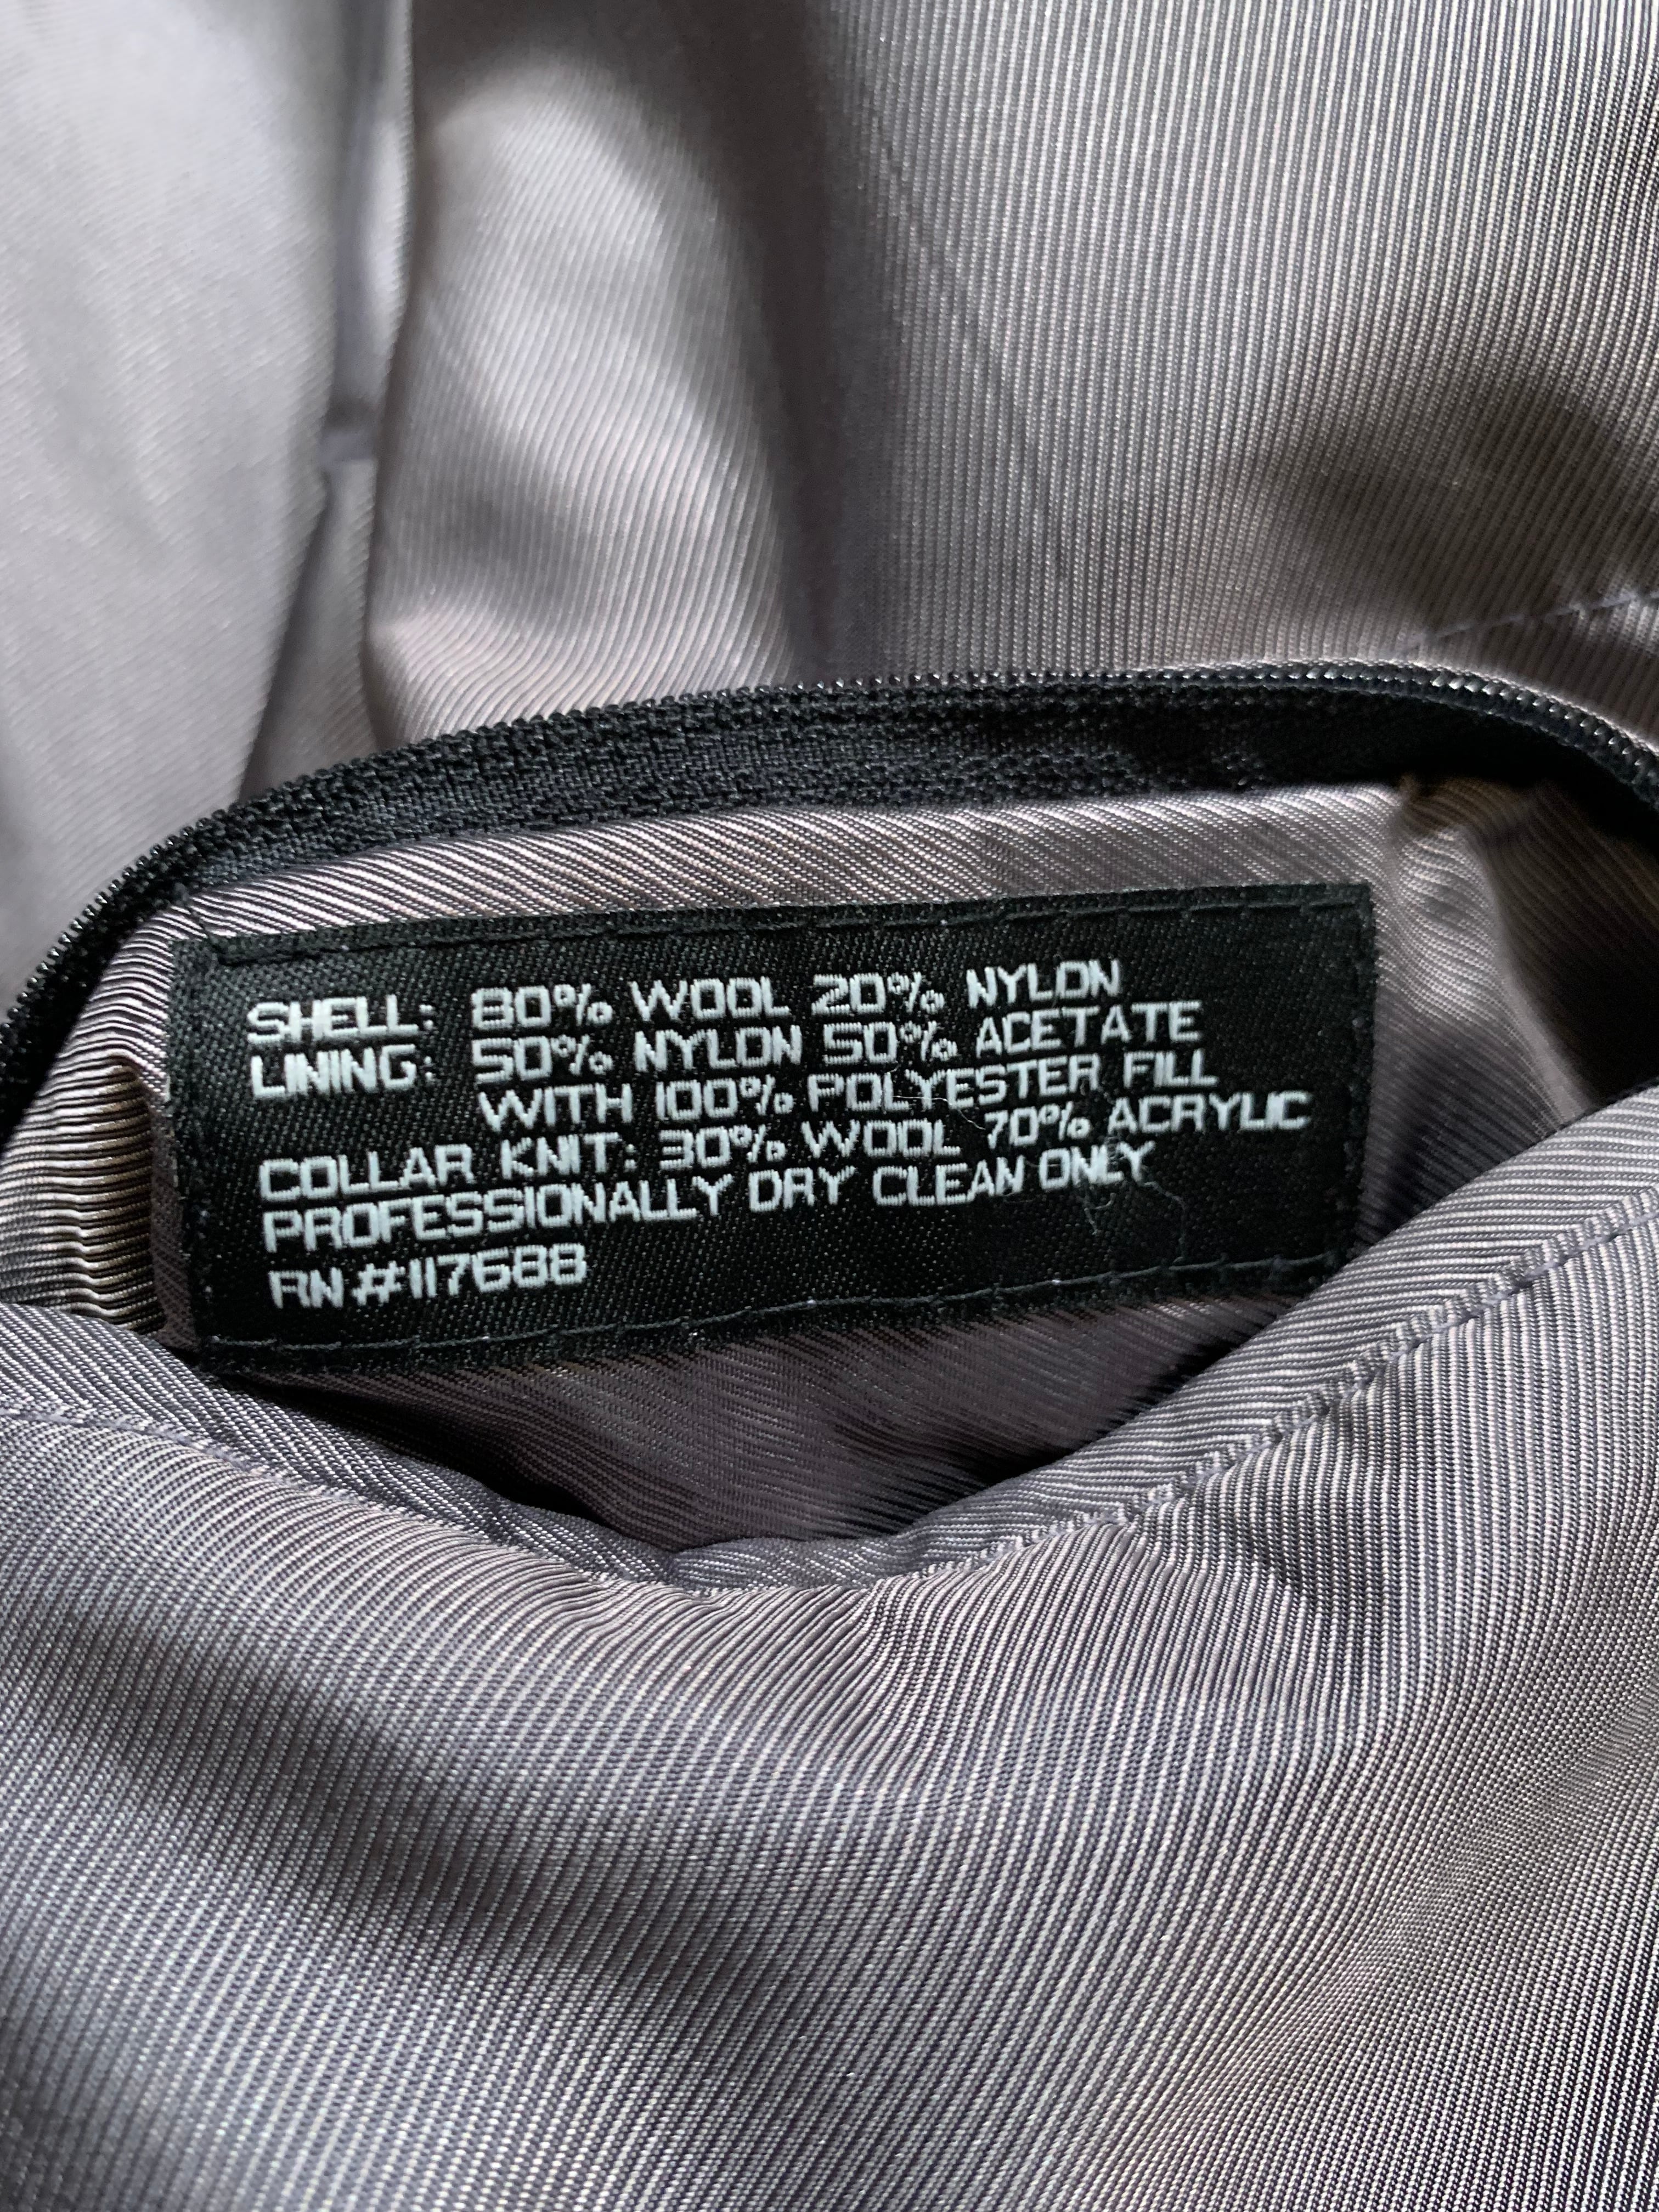 SHELL: 80% WOOL 20% NYLON
LINING: 50% NYLON 50% ACETATE
WITH 100% POLYESTER FILL
COLLAR KNIT: 30% WOOL 70% ACRYLIC
PROFESSIONALLY DRY CLEAN ONLY
RN #117688